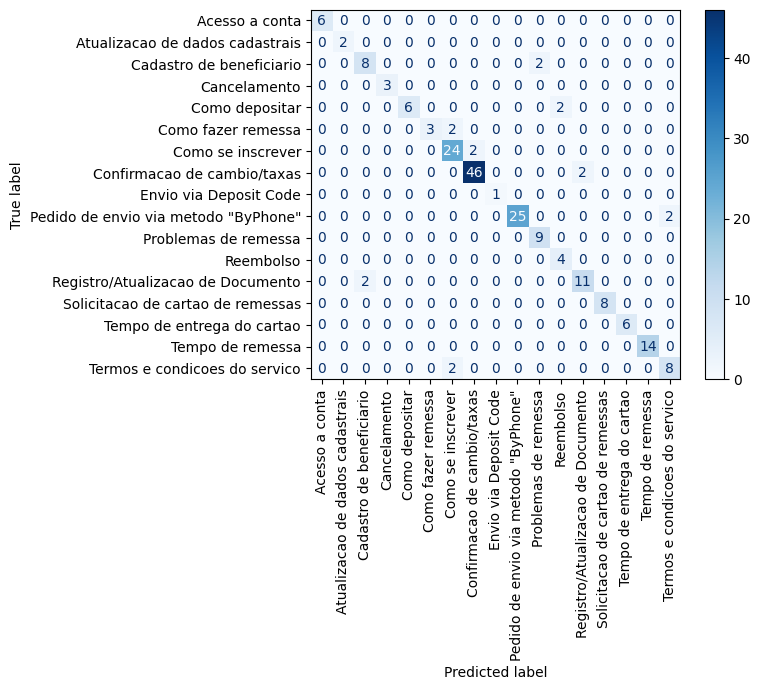 True label
Acesso a conta 6 0 0 0 0 0 0 0 0 0 0 0 0 0 0 0 0
Atualizacao de dados cadastrais 0 2 0 0 0 0 0 0 0 0 0 0 0 0 0 0 0
Cadastro de beneficiario 0 0 8 0 0 0 0 0 0 0 2 0 0 0 0 0 0
Cancelamento 0 0 0 3 0 0 0 0 0 0 0 0 0 0 0 0 0
Como depositar 0 0 0 0 6 0 0 0 0 0 0 2 0 0 0 0 0
Como fazer remessa 0 0 0 0 0 3 2 0 0 0 0 0 0 0 0 0 0
Como se inscrever 0 0 0 0 0 0 24 2 0 0 0 0 0 0 0 0 0
Confirmacao de cambio/taxas 0 0 0 0 0 0 0 46 0 0 0 0 2 0 0 0 0
Envio via Deposit Code 0 0 0 0 0 0 0 0 1 0 0 0 0 0 0 0 0
Pedido de envio via metodo "ByPhone" 0 0 0 0 0 0 0 0 0 25 0 0 0 0 0 0 2
Problemas de remessa 0 0 0 0 0 0 0 0 0 0 9 0 0 0 0 0 0
Reembolso 0 0 0 0 0 0 0 0 0 0 0 4 0 0 0 0 0
Registro/Atualizacao de Documento 0 0 2 0 0 0 0 0 0 0 0 0 11 0 0 0 0
Solicitacao de cartao de remessas 0 0 0 0 0 0 0 0 0 0 0 0 0 8 0 0 0
Tempo de entrega do cartao 0 0 0 0 0 0 0 0 0 0 0 0 0 0 6 0 0
Tempo de remessa 0 0 0 0 0 0 0 0 0 0 0 0 0 0 0 14 0
Termos e condicoes do servico 0 0 0 0 0 0 2 0 0 0 0 0 0 0 0 0 8
Acesso a conta
Atualizacao de dados cadastrais
Cadastro de beneficiario
Cancelamento
Como depositar
Como fazer remessa
Como se inscrever
Confirmacao de cambio/taxas
Envio via Deposit Code
Pedido de envio via metodo "ByPhone"
Problemas de remessa
Reembolso
Registro/Atualizacao de Documento
Solicitacao de cartao de remessas
Tempo de entrega do cartao
Tempo de remessa
Termos e condicoes do servico
Predicted label
40
30
20
10
0